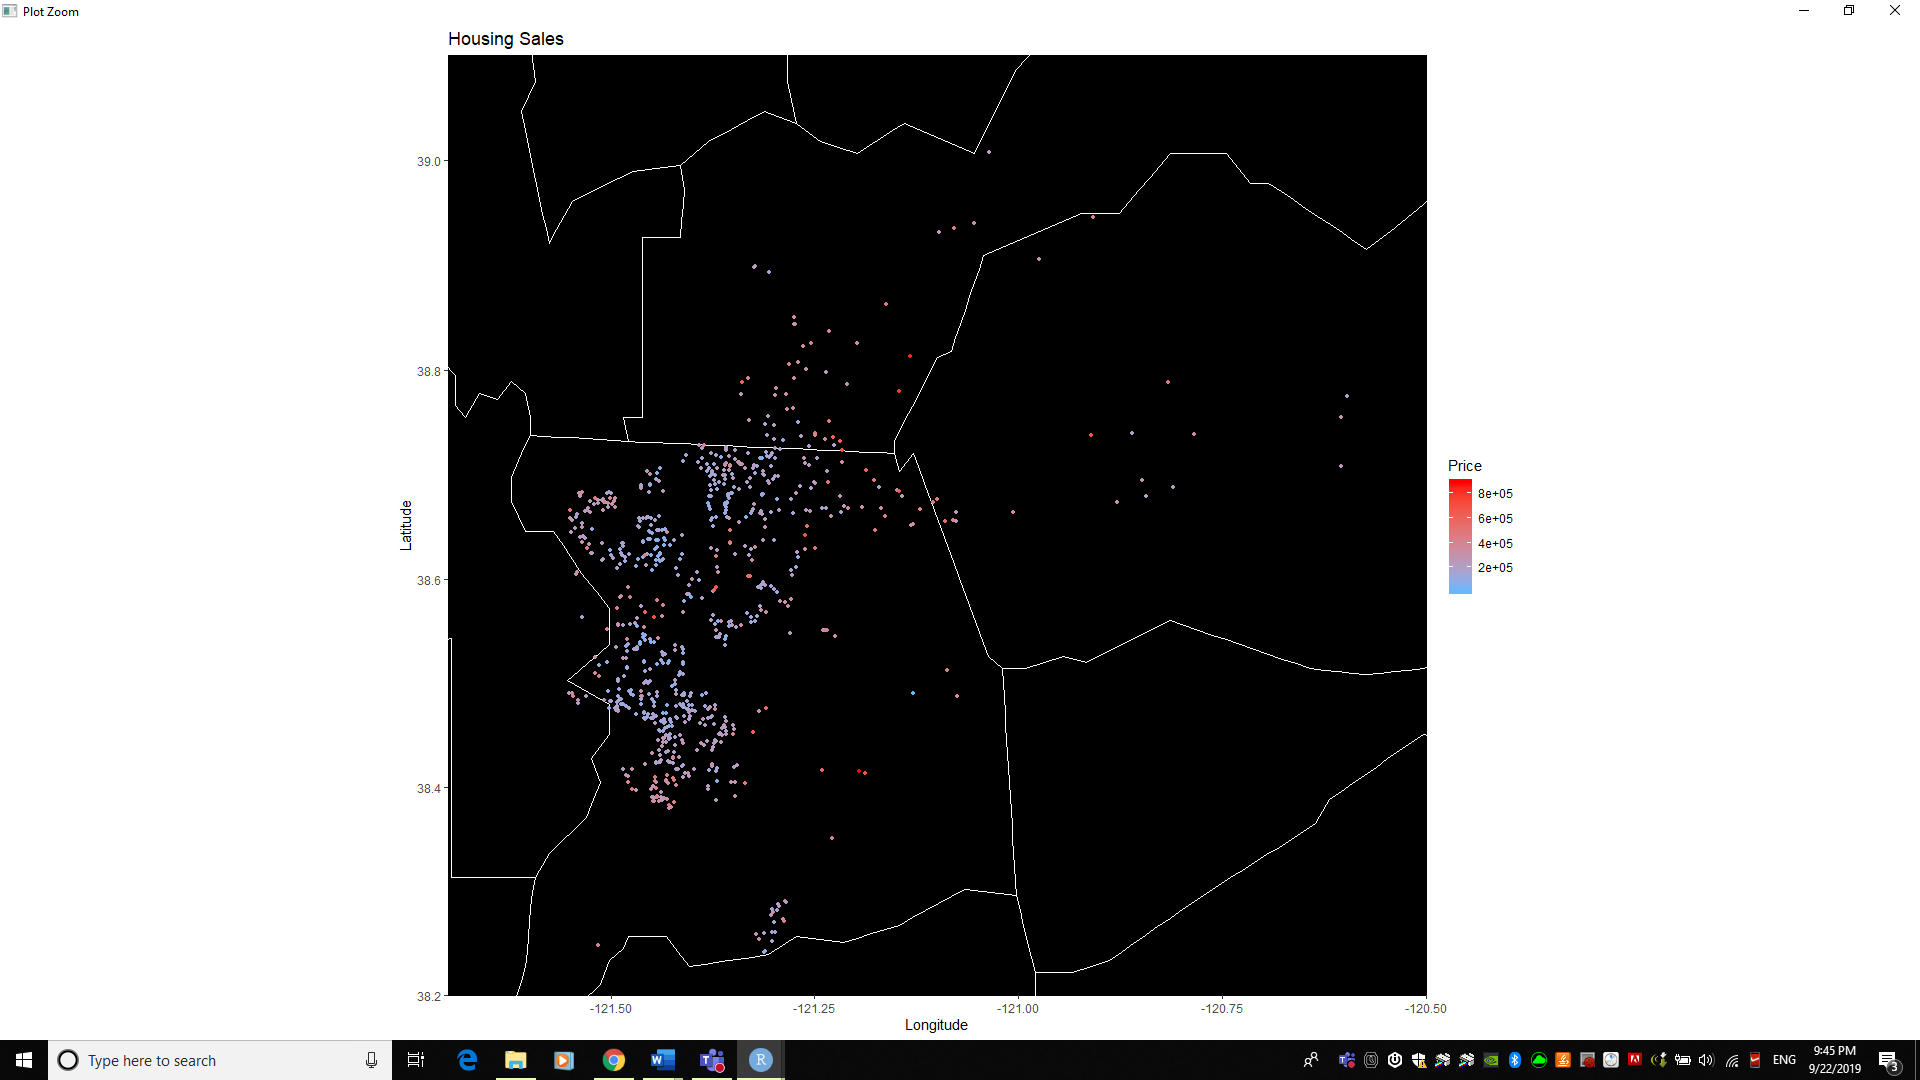 Plot Zoom
Housing Sales
39.0
38.8
38.6
38.4
38.2
Latitude
-121.50
-121.25
-121.00
-120.75
-120.50
Longitude
Price
8e+05
6e+05
4e+05
2e+05
Type here to search
R
ENG
9:45 PM
9/22/2019
3